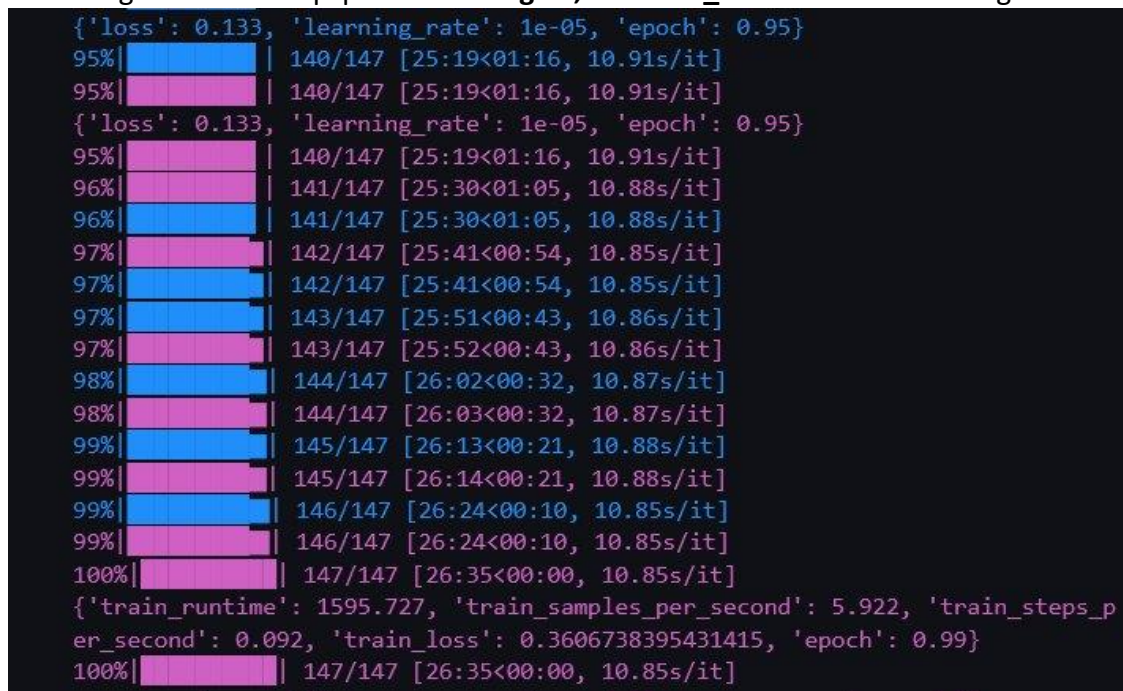 {'loss': 0.133, 'learning_rate': 1e-05, 'epoch': 0.95}
95%| | 140/147 [25:19<01:16, 10.91s/it]
95%| | 140/147 [25:19<01:16, 10.91s/it]
{'loss': 0.133, 'learning_rate': 1e-05, 'epoch': 0.95}
95%| | 140/147 [25:19<01:16, 10.91s/it]
96%| | 141/147 [25:30<01:05, 10.88s/it]
96%| | 141/147 [25:30<01:05, 10.88s/it]
97%| | 142/147 [25:41<00:54, 10.85s/it]
97%| | 142/147 [25:41<00:54, 10.85s/it]
97%| | 143/147 [25:51<00:43, 10.86s/it]
97%| | 143/147 [25:52<00:43, 10.86s/it]
98%| | 144/147 [26:02<00:32, 10.87s/it]
98%| | 144/147 [26:03<00:32, 10.87s/it]
99%| | 145/147 [26:13<00:21, 10.88s/it]
99%| | 145/147 [26:14<00:21, 10.88s/it]
99%| | 146/147 [26:24<00:10, 10.85s/it]
99%| | 146/147 [26:24<00:10, 10.85s/it]
100%| | 147/147 [26:35<00:00, 10.85s/it]
{'train_runtime': 1595.727, 'train_samples_per_second': 5.922, 'train_steps_p
er_second': 0.092, 'train_loss': 0.3606738395431415, 'epoch': 0.99}
100%| | 147/147 [26:35<00:00, 10.85s/it]